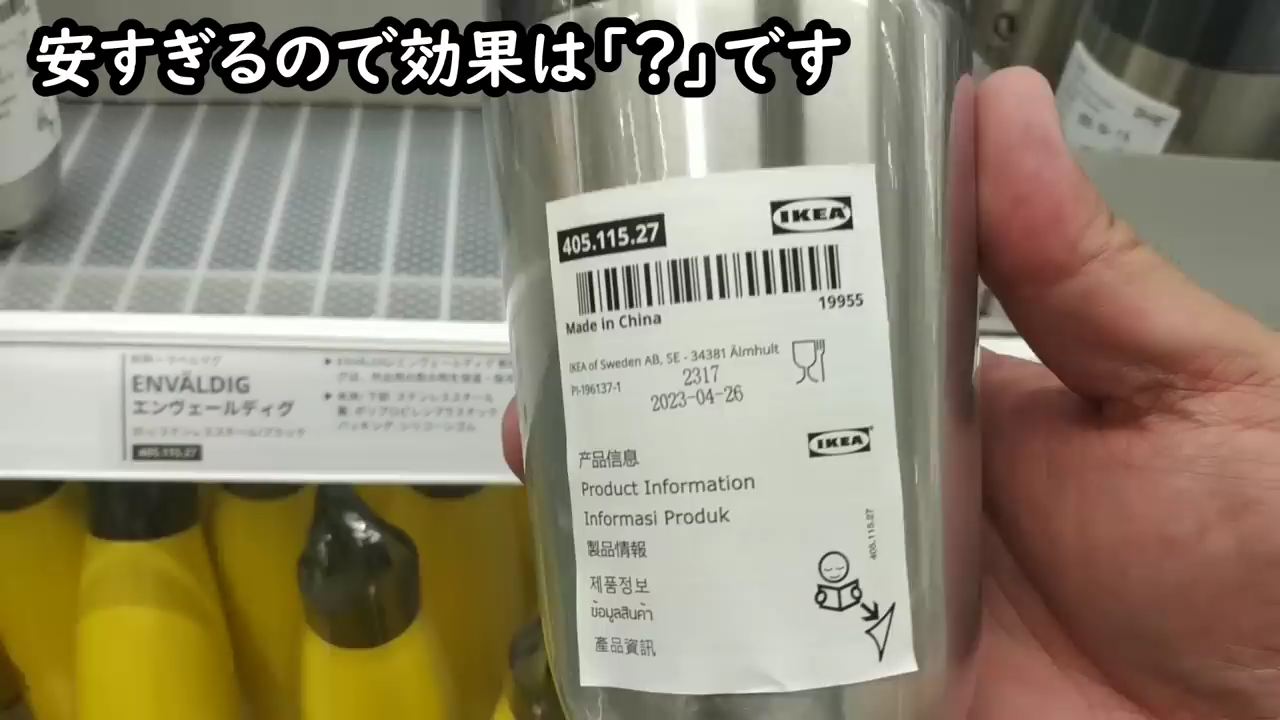 安すぎるので効果は「?」です
405.115.27
IKEA
19955
Made in China
IKEA of Sweden AB, SE - 34381 Älmhult
PI-196137-1
2317
2023-04-26
IKEA
产品信息
Product Information
Informasi Produk
製品情報
제품정보
ข้อมูลสินค้า
產品資訊
405.115.27
ENVÄLDIG
エンヴェールディグ
405.115.27